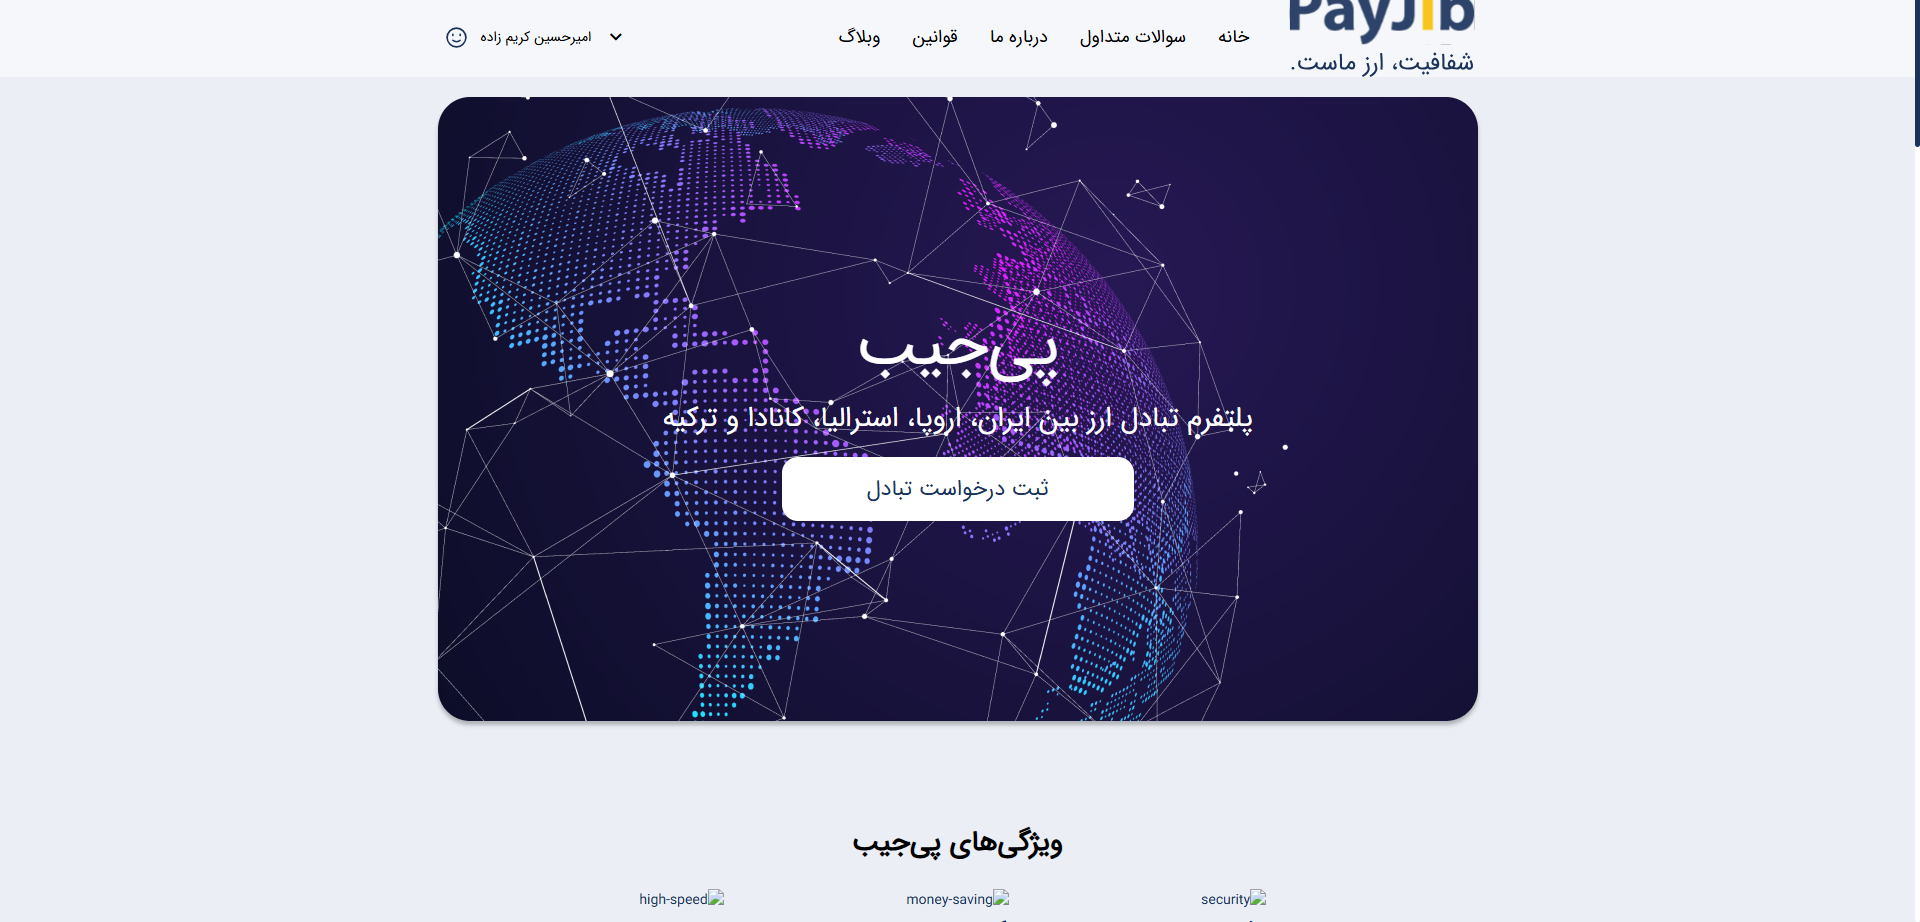 PayJib
شفافیت، ارز ماست.
خانه
سوالات متداول
درباره ما
قوانین
وبلاگ
امیرحسین کریم زاده
پی‌جیب
پلتفرم تبادل ارز بین ایران، اروپا، استرالیا، کانادا و ترکیه
ثبت درخواست تبادل
ویژگی‌های پی‌جیب
security
money-saving
high-speed